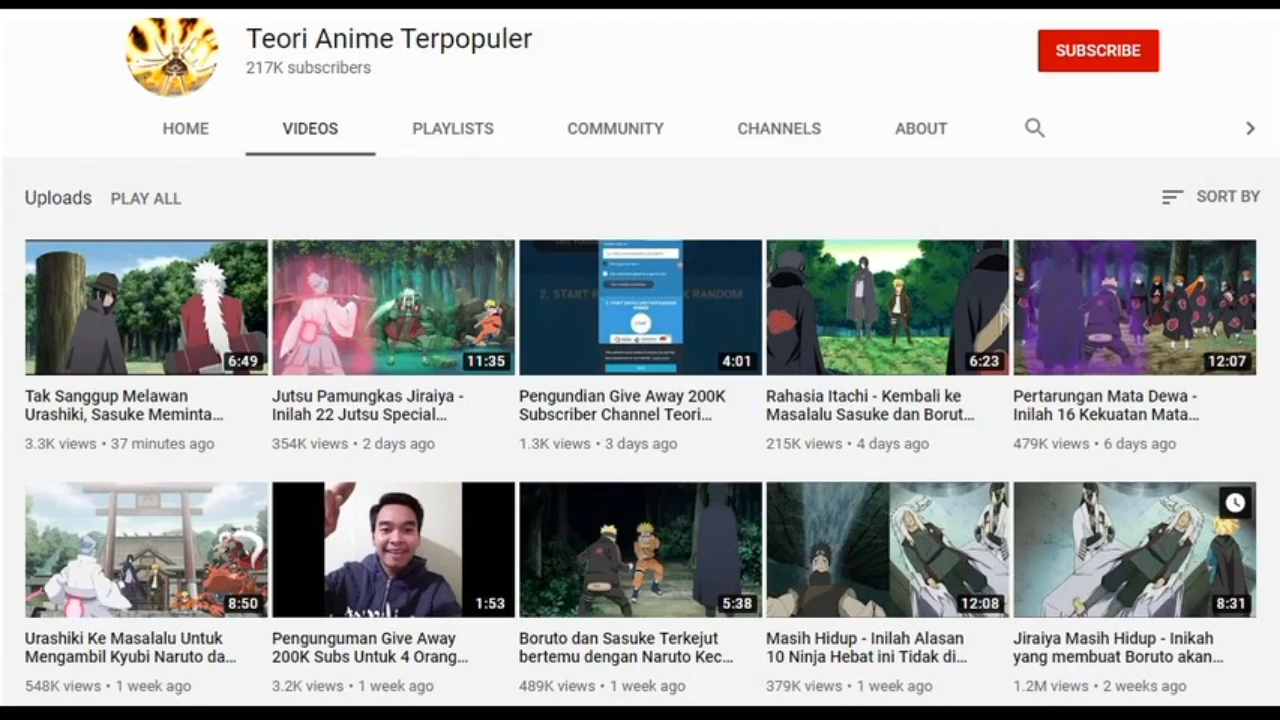 Teori Anime Terpopuler
217K subscribers
SUBSCRIBE
HOME
VIDEOS
PLAYLISTS
COMMUNITY
CHANNELS
ABOUT
Uploads
PLAY ALL
SORT BY
6:49
Tak Sanggup Melawan
Urashiki, Sasuke Meminta...
3.3K views • 37 minutes ago
11:35
Jutsu Pamungkas Jiraiya -
Inilah 22 Jutsu Special...
354K views • 2 days ago
2. START
RANDOM
4:01
Pengundian Give Away 200K
Subscriber Channel Teori...
1.3K views • 3 days ago
6:23
Rahasia Itachi - Kembali ke
Masalalu Sasuke dan Borut...
215K views • 4 days ago
12:07
Pertarungan Mata Dewa -
Inilah 16 Kekuatan Mata...
479K views • 6 days ago
8:50
Urashiki Ke Masalalu Untuk
Mengambil Kyubi Naruto da...
548K views • 1 week ago
1:53
Pengunguman Give Away
200K Subs Untuk 4 Orang...
3.2K views • 1 week ago
5:38
Boruto dan Sasuke Terkejut
bertemu dengan Naruto Kec...
489K views • 1 week ago
12:08
Masih Hidup - Inilah Alasan
10 Ninja Hebat ini Tidak di...
379K views • 1 week ago
8:31
Jiraiya Masih Hidup - Inikah
yang membuat Boruto akan...
1.2M views • 2 weeks ago